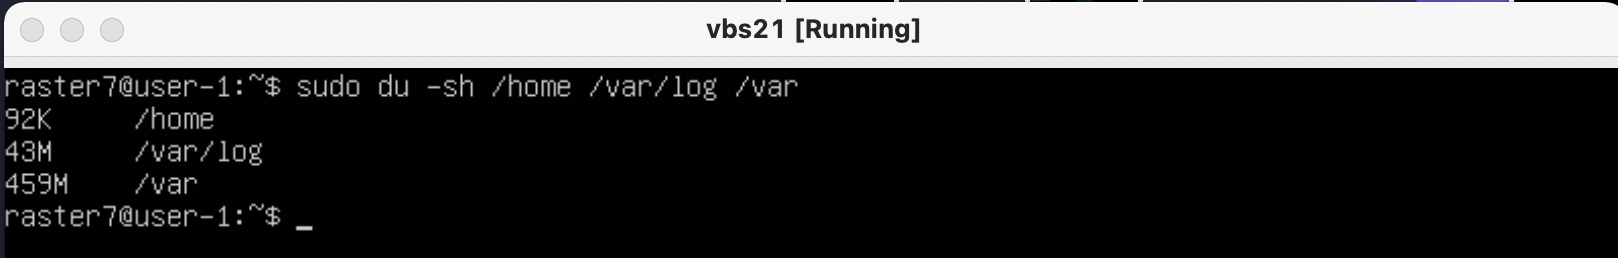 vbs21 [Running]
raster7@user-1:~$ sudo du -sh /home /var/log /var
92K /home
43M /var/log
459M /var
raster7@user-1:~$ _